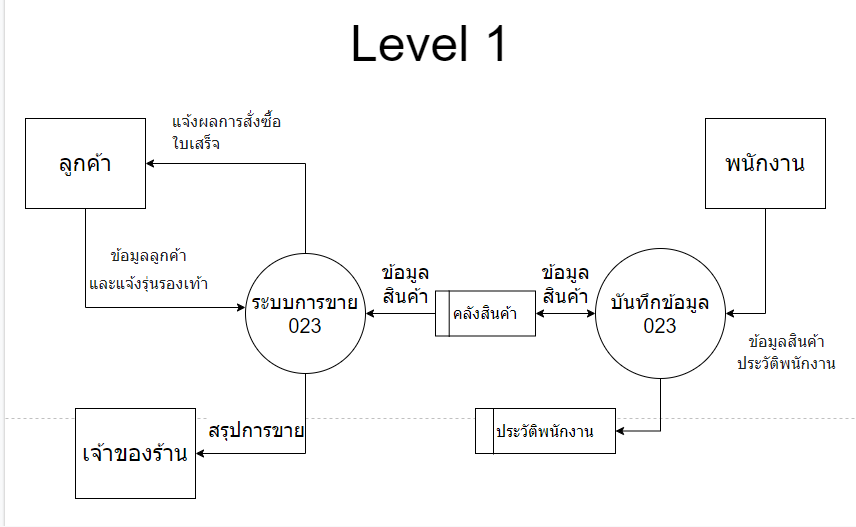 Level 1
แจ้งผลการสั่งซื้อ
ใบเสร็จ
ลูกค้า
พนักงาน
ข้อมูลลูกค้า
และแจ้งรุ่นรองเท้า
ระบบการขาย
023
ข้อมูล
สินค้า
คลังสินค้า
ข้อมูล
สินค้า
บันทึกข้อมูล
023
ข้อมูลสินค้า
ประวัติพนักงาน
สรุปการขาย
เจ้าของร้าน
ประวัติพนักงาน